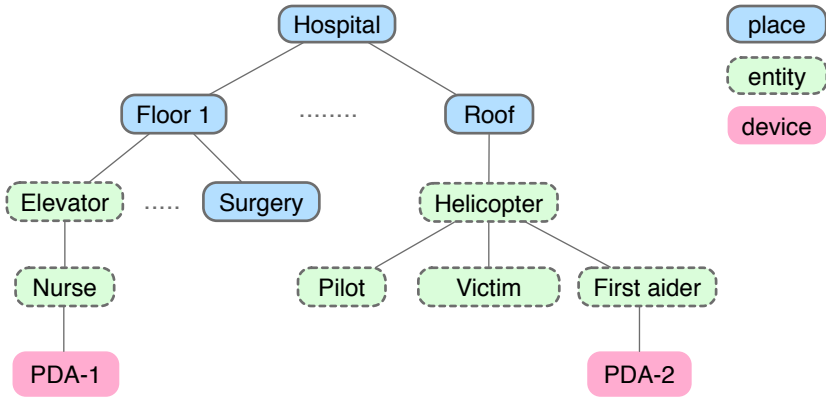 Hospital
place
entity
device
Floor 1
........
Roof
Elevator
.....
Surgery
Helicopter
Nurse
Pilot
Victim
First aider
PDA-1
PDA-2